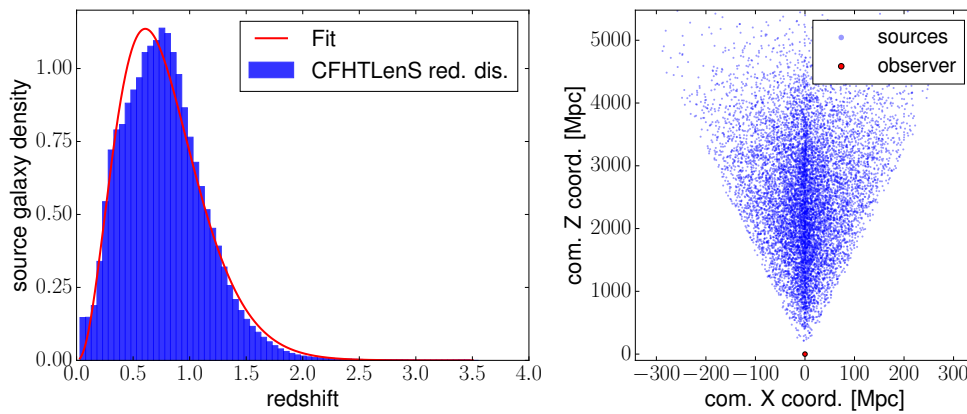 Fit
CFHTLenS red. dis.
source galaxy density
1.00
0.75
0.50
0.25
0.00
0.0 0.5 1.0 1.5 2.0 2.5 3.0 3.5 4.0
redshift
sources
observer
com. Z coord. [Mpc]
5000
4000
3000
2000
1000
0
−300 −200 −100 0 100 200 300
com. X coord. [Mpc]